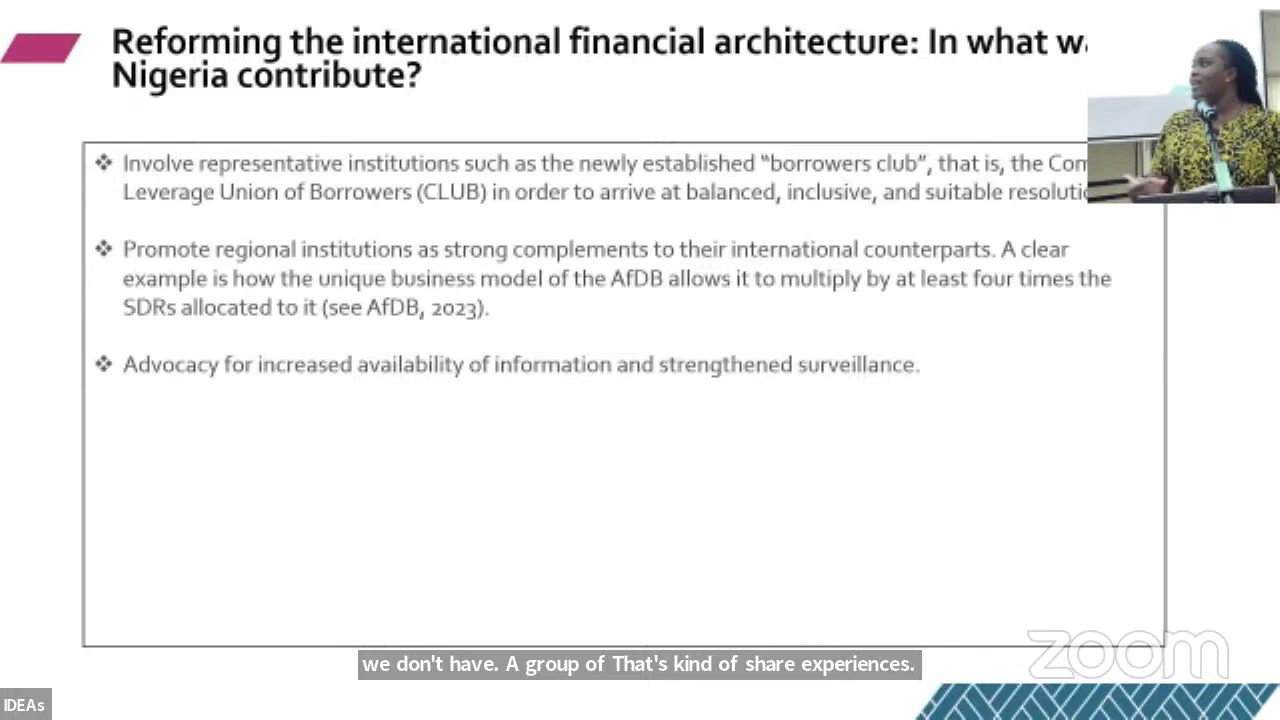 Reforming the international financial architecture: In what
Nigeria contribute?
❖ Involve representative institutions such as the newly established “borrowers club”, that is, the
Leverage Union of Borrowers (CLUB) in order to arrive at balanced, inclusive, and suitable
❖ Promote regional institutions as strong complements to their international counterparts. A clear
example is how the unique business model of the AfDB allows it to multiply by at least four times the
SDRs allocated to it (see AfDB, 2023).
❖ Advocacy for increased availability of information and strengthened surveillance.
zoom
we don't have. A group of That's kind of share experiences.
IDEAs